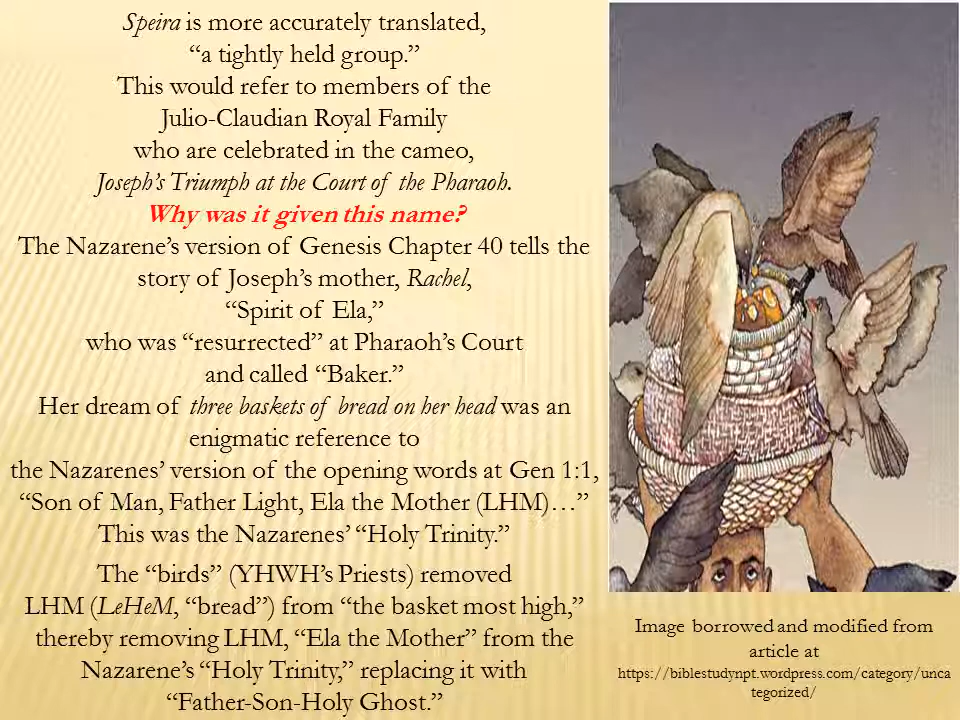 Speira is more accurately translated,
“a tightly held group.”
This would refer to members of the
Julio-Claudian Royal Family
who are celebrated in the cameo,
Joseph’s Triumph at the Court of the Pharaoh.
Why was it given this name?
The Nazarene’s version of Genesis Chapter 40 tells the
story of Joseph’s mother, Rachel,
“Spirit of Ela,”
who was “resurrected” at Pharaoh’s Court
and called “Baker.”
Her dream of three baskets of bread on her head was an
enigmatic reference to
the Nazarenes’ version of the opening words at Gen 1:1,
“Son of Man, Father Light, Ela the Mother (LHM)…”
This was the Nazarenes’ “Holy Trinity.”
The “birds” (YHWH’s Priests) removed
LHM (LeHeM, “bread”) from “the basket most high,”
thereby removing LHM, “Ela the Mother” from the
Nazarene’s “Holy Trinity,” replacing it with
“Father-Son-Holy Ghost.”
Image borrowed and modified from
article at
https://biblestudynpt.wordpress.com/category/unca
tegorized/